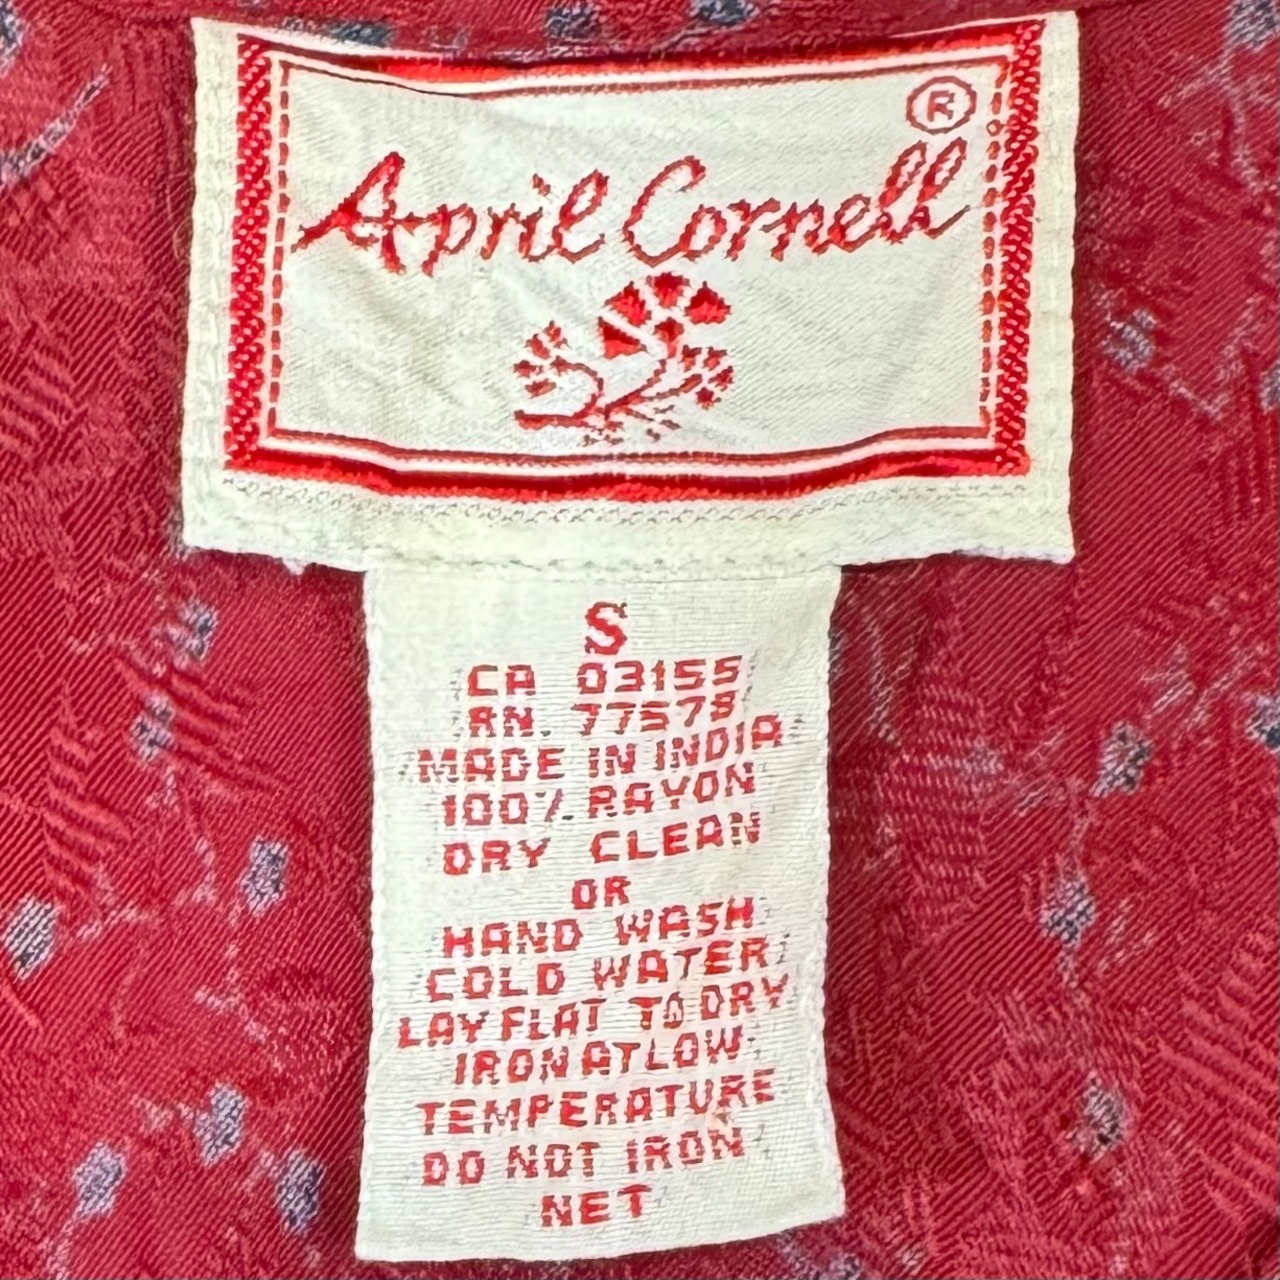 ®
April Cornell
S
CA 03155
RN. 77578
MADE IN INDIA
100% RAYON
DRY CLEAN
OR
HAND WASH
COLD WATER
LAY FLAT TO DRY
IRON AT LOW
TEMPERATURE
DO NOT IRON
NET